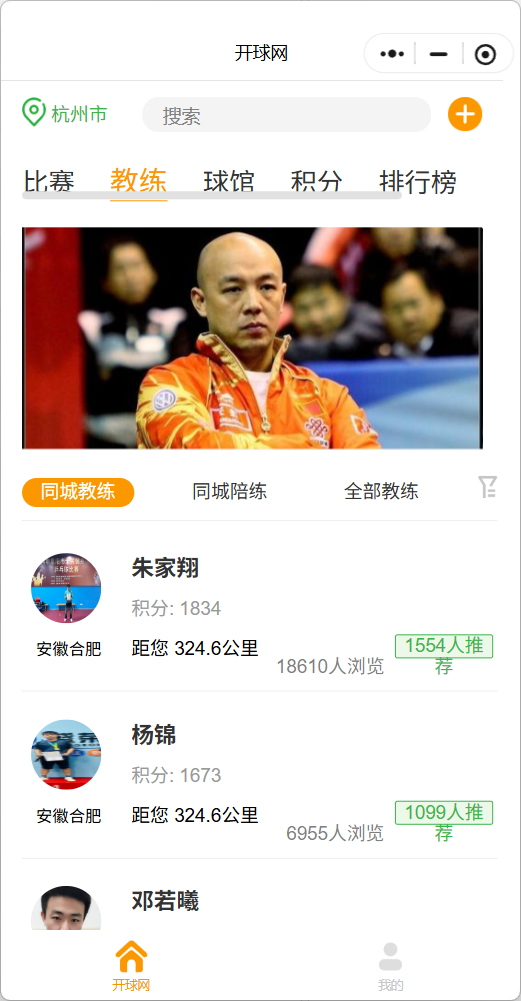 开球网
杭州市
搜索
比赛 教练 球馆 积分 排行榜
同城教练 同城陪练 全部教练
朱家翔
积分: 1834
安徽合肥 距您 324.6公里
18610人浏览 1554人推
荐
杨锦
积分: 1673
安徽合肥 距您 324.6公里
6955人浏览 1099人推
荐
邓若曦
开球网 我的